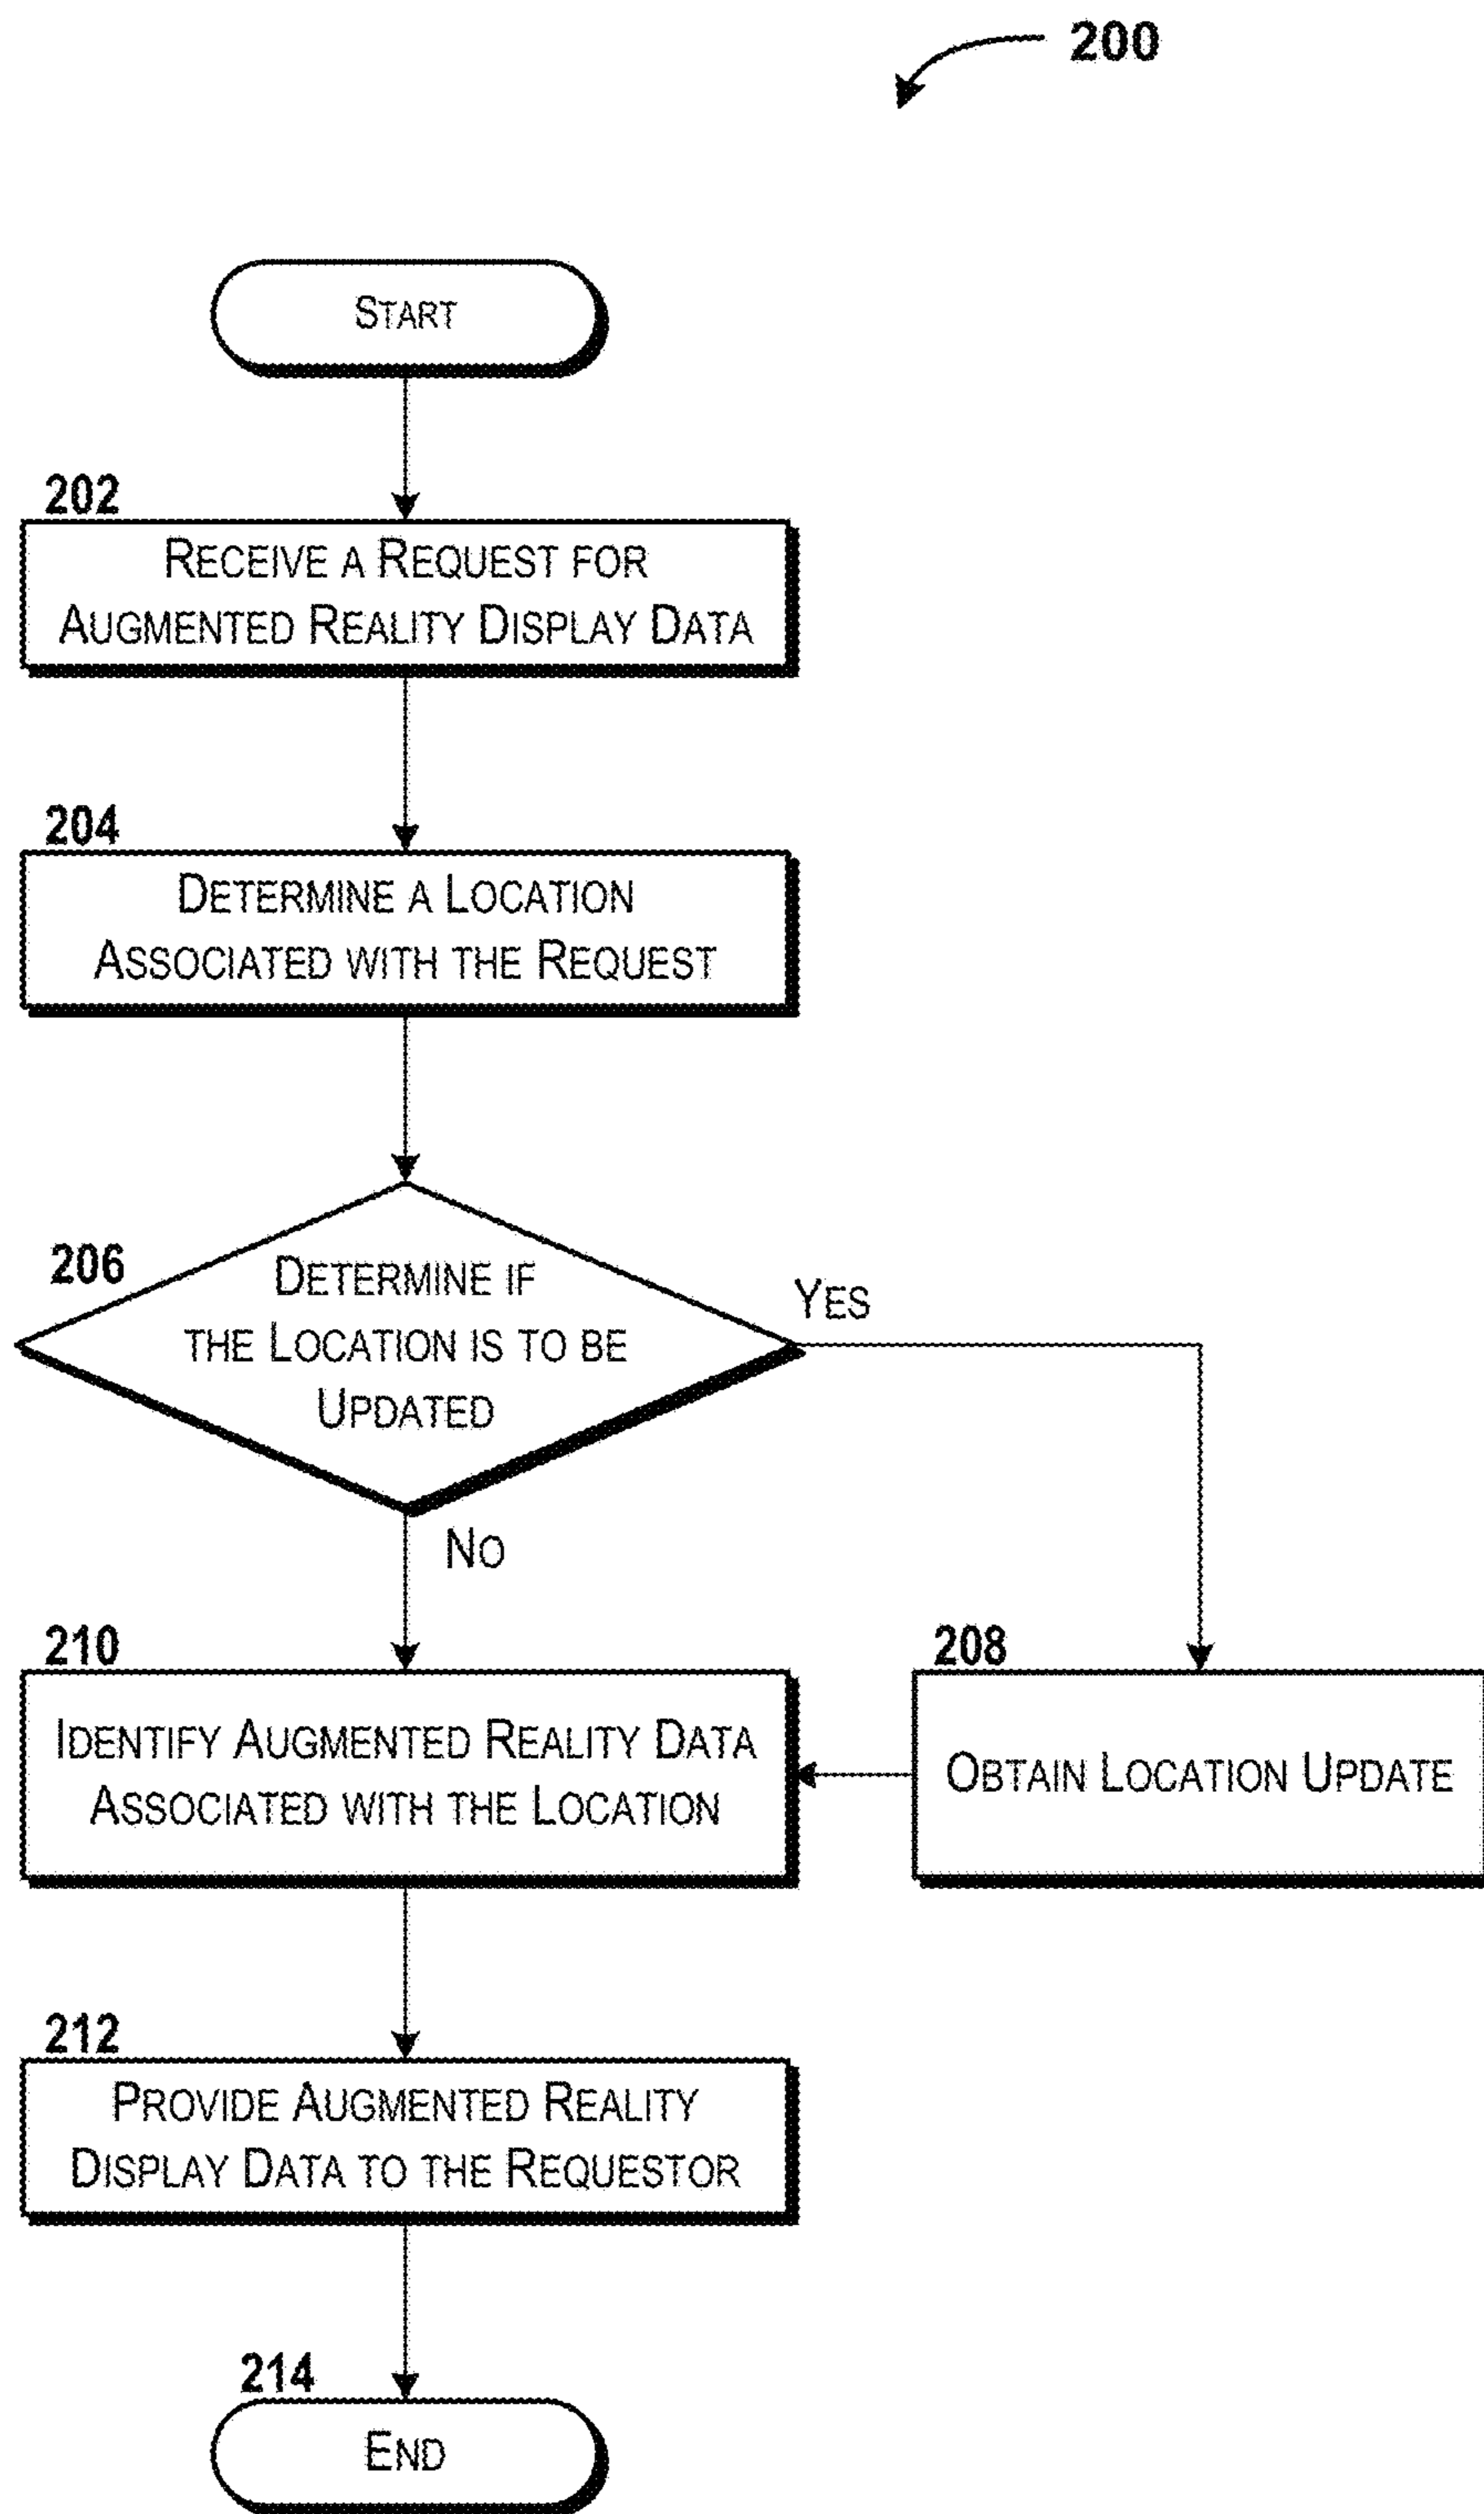 200
START
202
RECEIVE A REQUEST FOR
AUGMENTED REALITY DISPLAY DATA
204
DETERMINE A LOCATION
ASSOCIATED WITH THE REQUEST
206
DETERMINE IF
THE LOCATION IS TO BE
UPDATED
YES
NO
208
OBTAIN LOCATION UPDATE
210
IDENTIFY AUGMENTED REALITY DATA
ASSOCIATED WITH THE LOCATION
212
PROVIDE AUGMENTED REALITY
DISPLAY DATA TO THE REQUESTOR
214
END